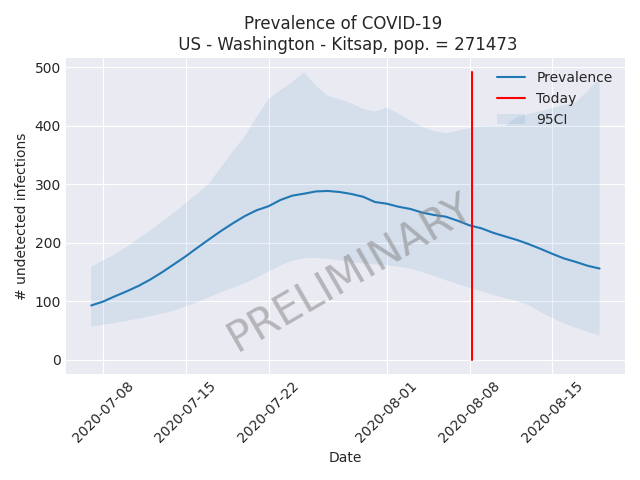 Prevalence of COVID-19
US - Washington - Kitsap, pop. = 271473
500
400
300
200
100
0
# undetected infections
Prevalence
Today
95CI
PRELIMINARY
2020-07-08
2020-07-15
2020-07-22
2020-08-01
2020-08-08
2020-08-15
Date